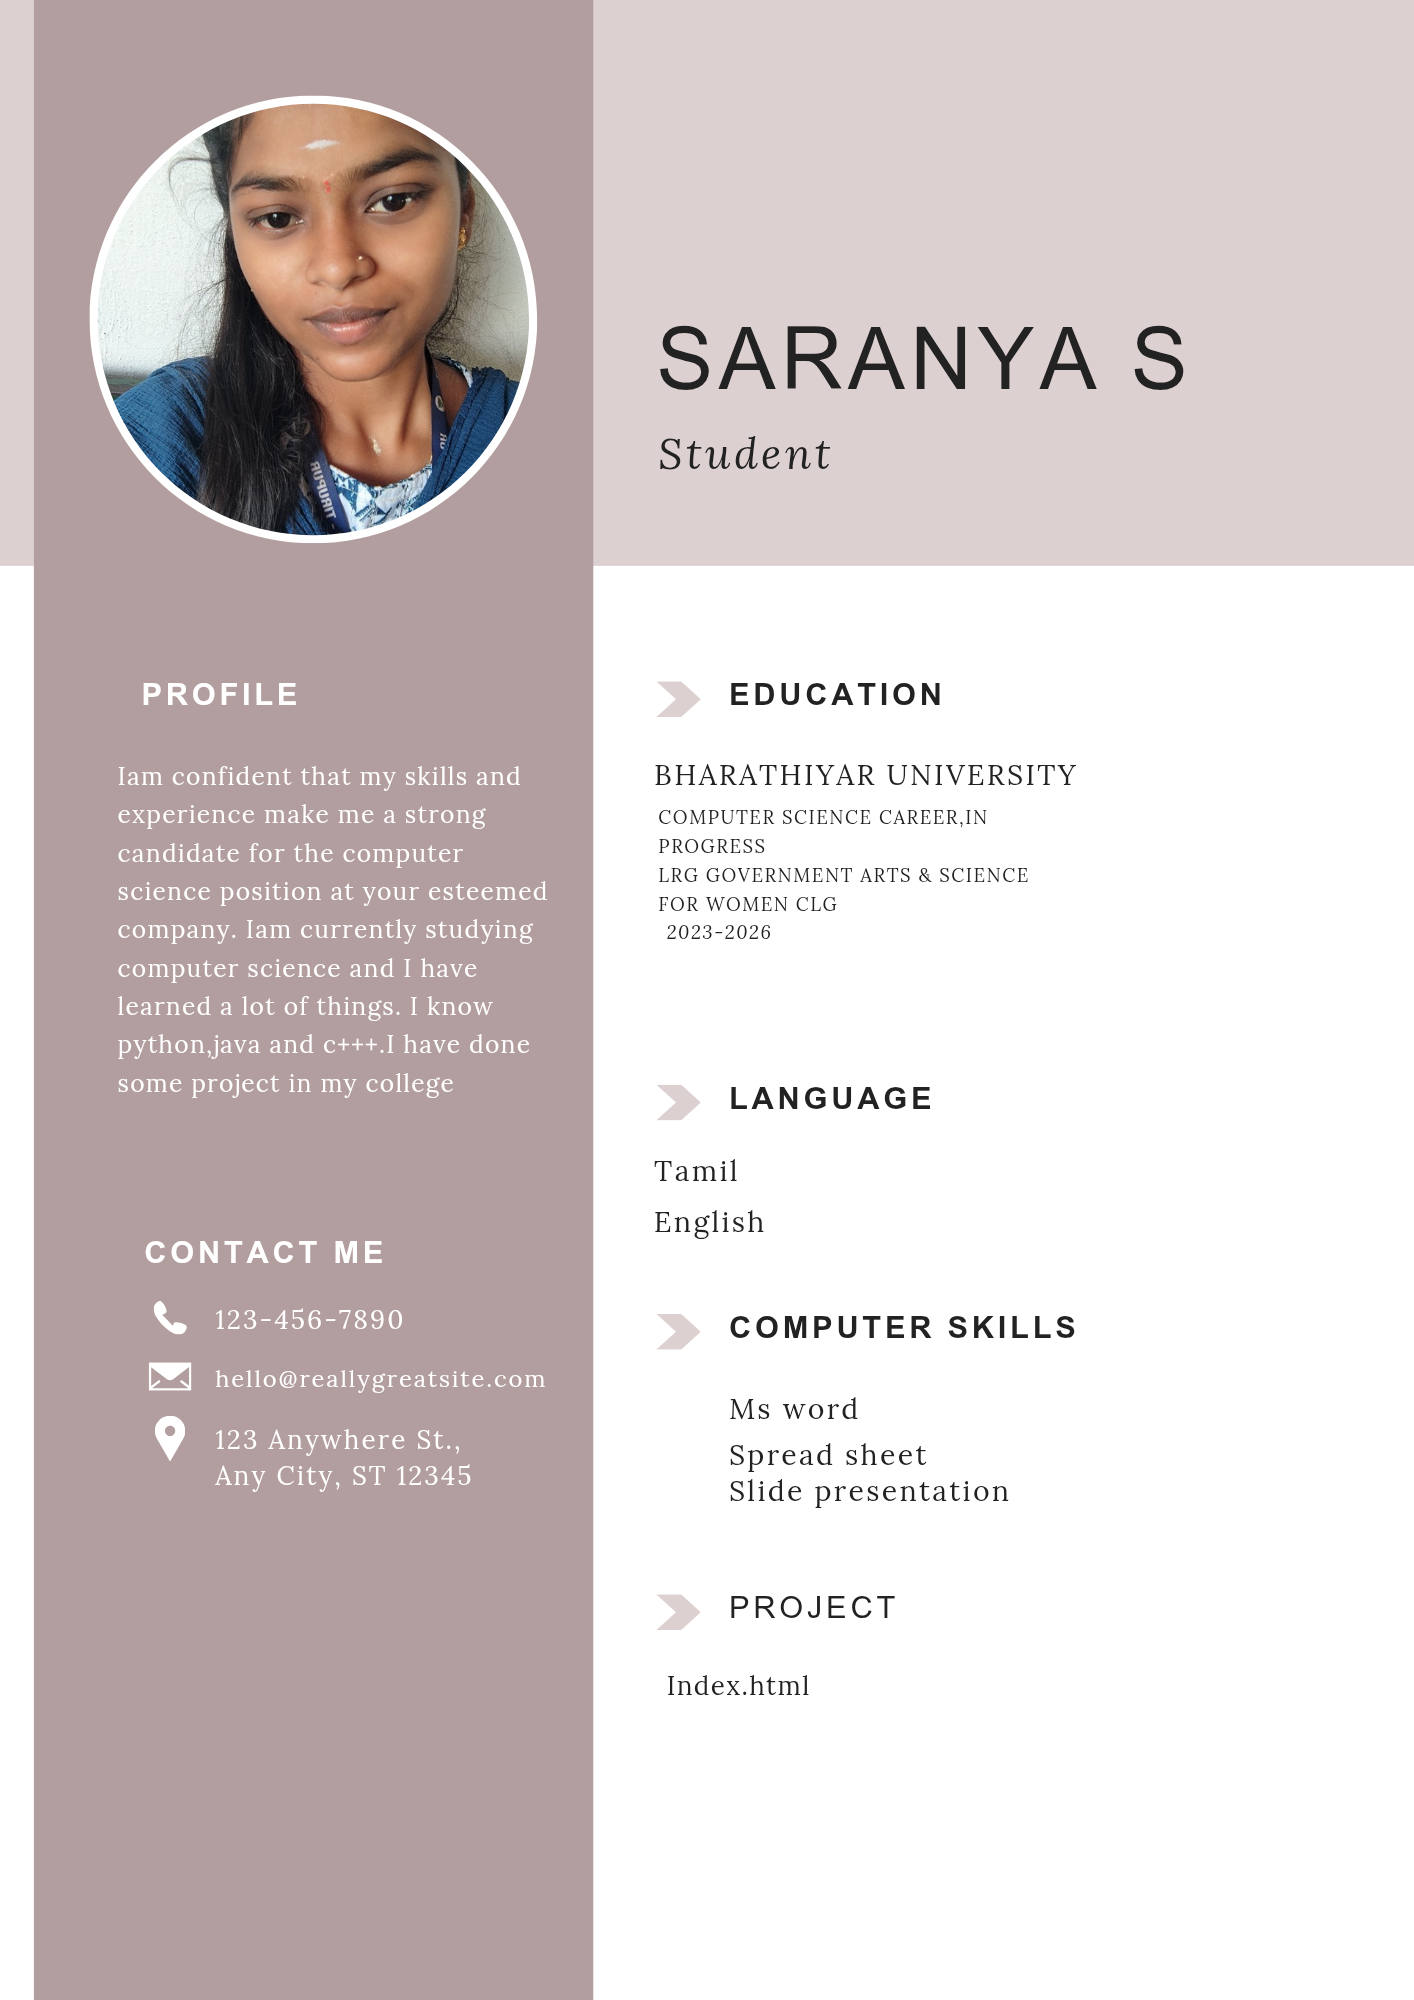 SARANYA S
Student
PROFILE
Iam confident that my skills and
experience make me a strong
candidate for the computer
science position at your esteemed
company. Iam currently studying
computer science and I have
learned a lot of things. I know
python,java and c+++.I have done
some project in my college
CONTACT ME
123-456-7890
hello@reallygreatsite.com
123 Anywhere St.,
Any City, ST 12345
EDUCATION
BHARATHIYAR UNIVERSITY
COMPUTER SCIENCE CAREER,IN
PROGRESS
LRG GOVERNMENT ARTS & SCIENCE
FOR WOMEN CLG
2023-2026
LANGUAGE
Tamil
English
COMPUTER SKILLS
Ms word
Spread sheet
Slide presentation
PROJECT
Index.html
TIRUPUR